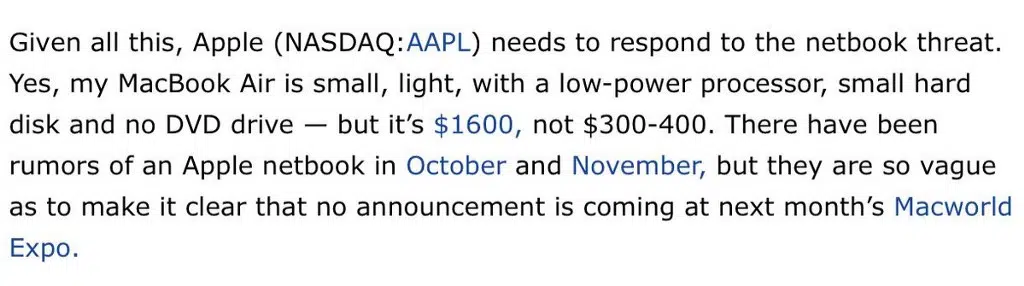 Given all this, Apple (NASDAQ:AAPL) needs to respond to the netbook threat.
Yes, my MacBook Air is small, light, with a low-power processor, small hard
disk and no DVD drive — but it’s $1600, not $300-400. There have been
rumors of an Apple netbook in October and November, but they are so vague
as to make it clear that no announcement is coming at next month’s Macworld
Expo.